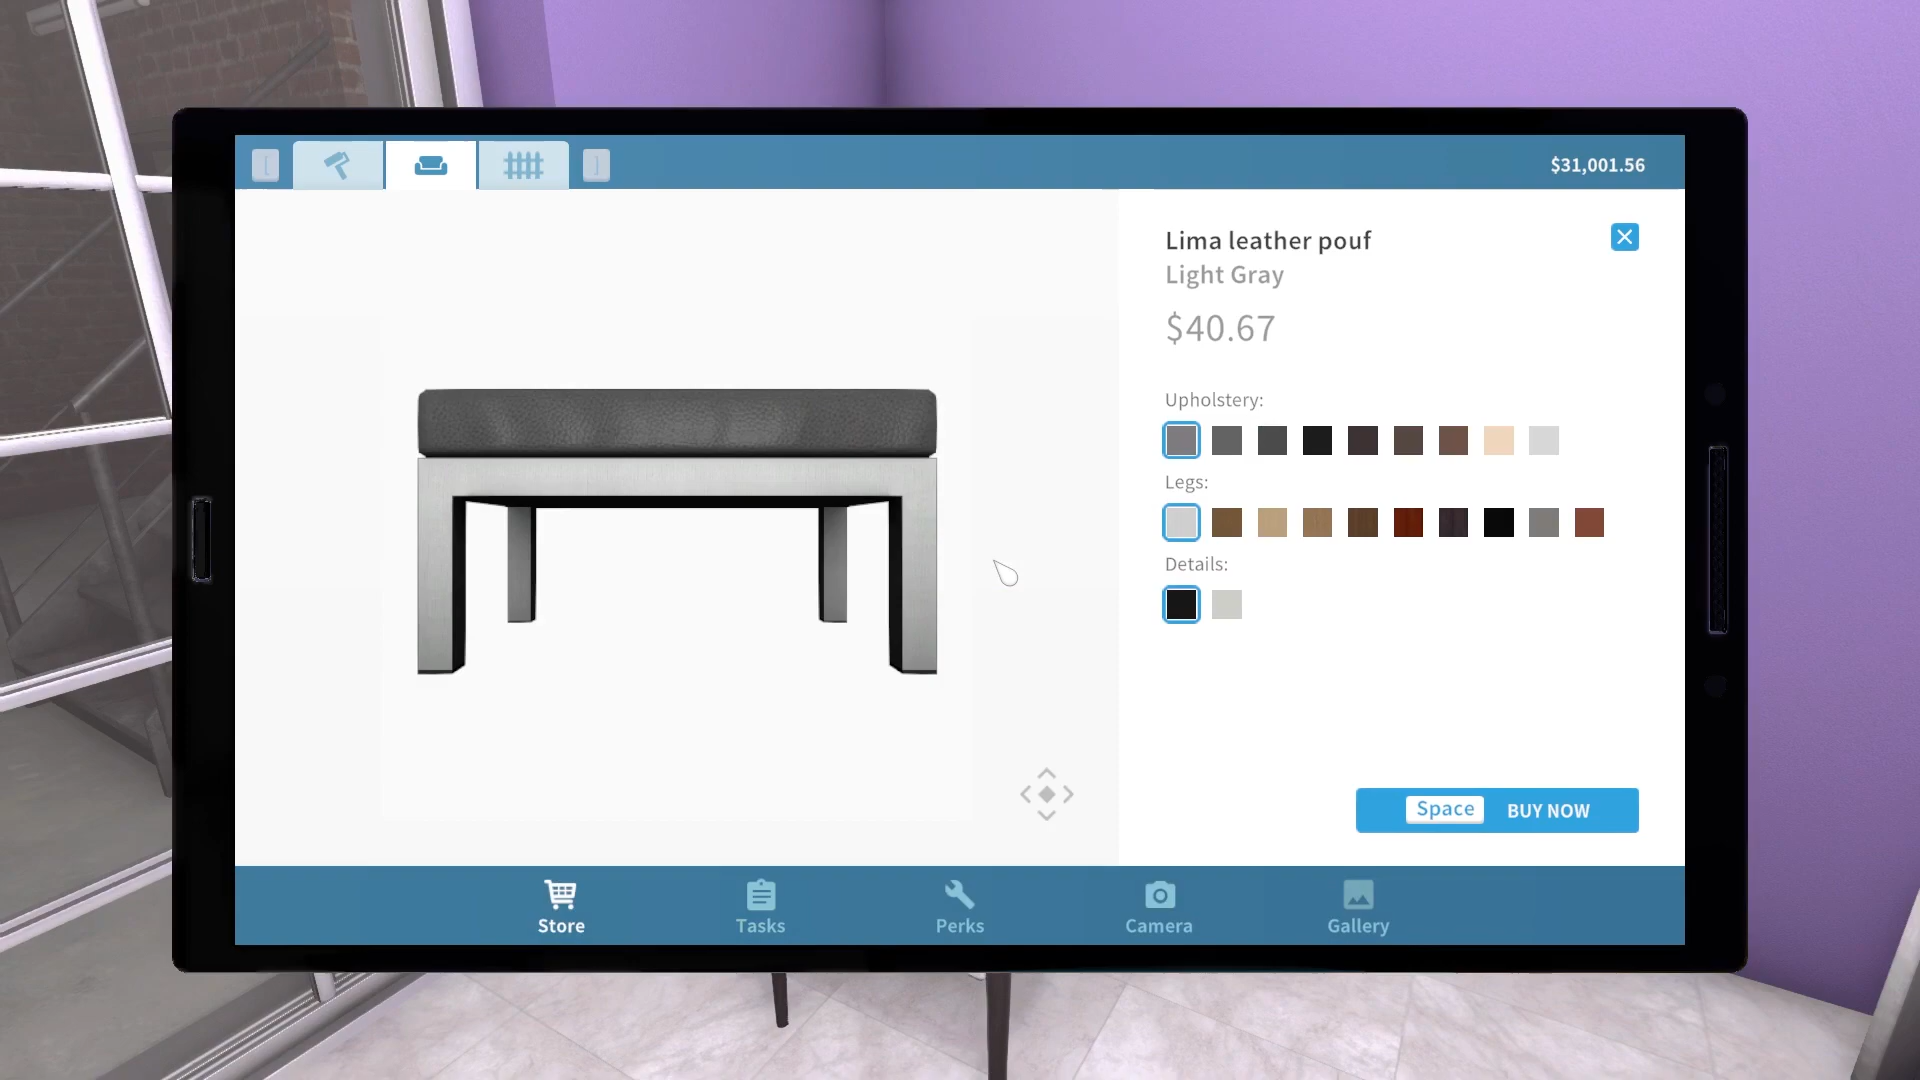 [
]
$31,001.56
Lima leather pouf
Light Gray
$40.67
Upholstery:
Legs:
Details:
Space BUY NOW
Store Tasks Perks Camera Gallery